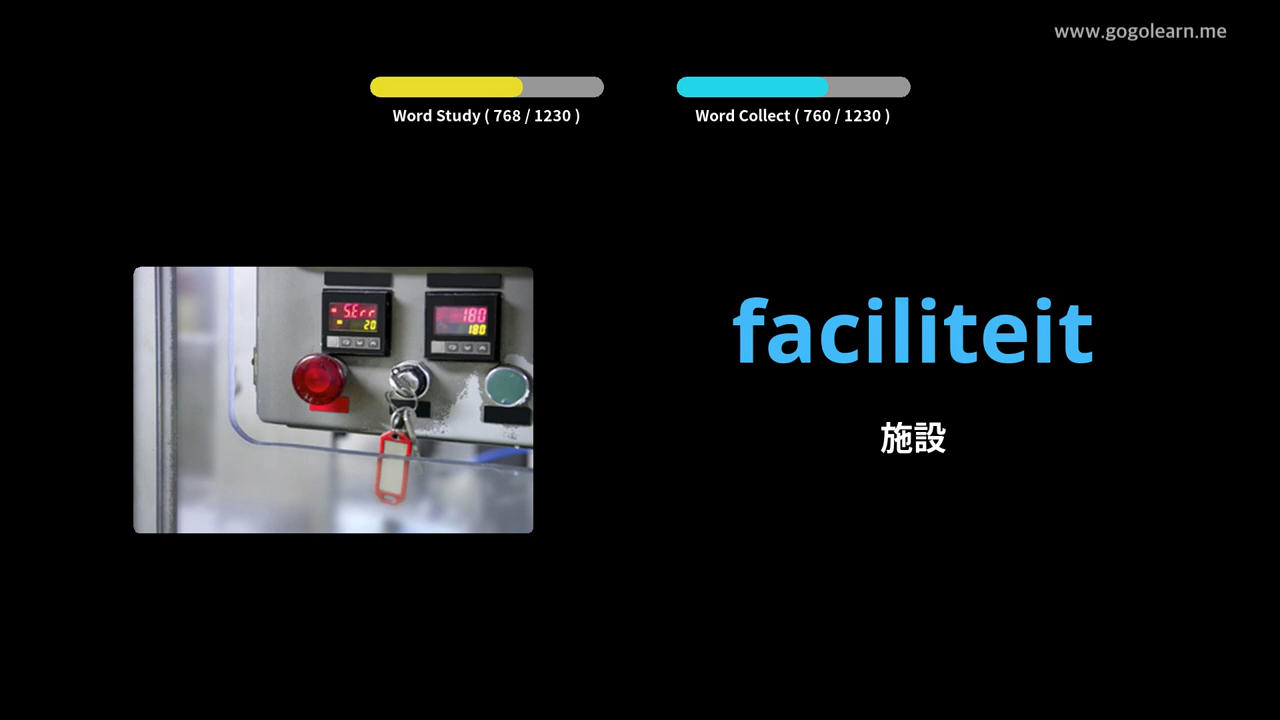 www.gogolearn.me
Word Study ( 768 / 1230 )
Word Collect ( 760 / 1230 )
SErr
20
180
180
faciliteit
施設